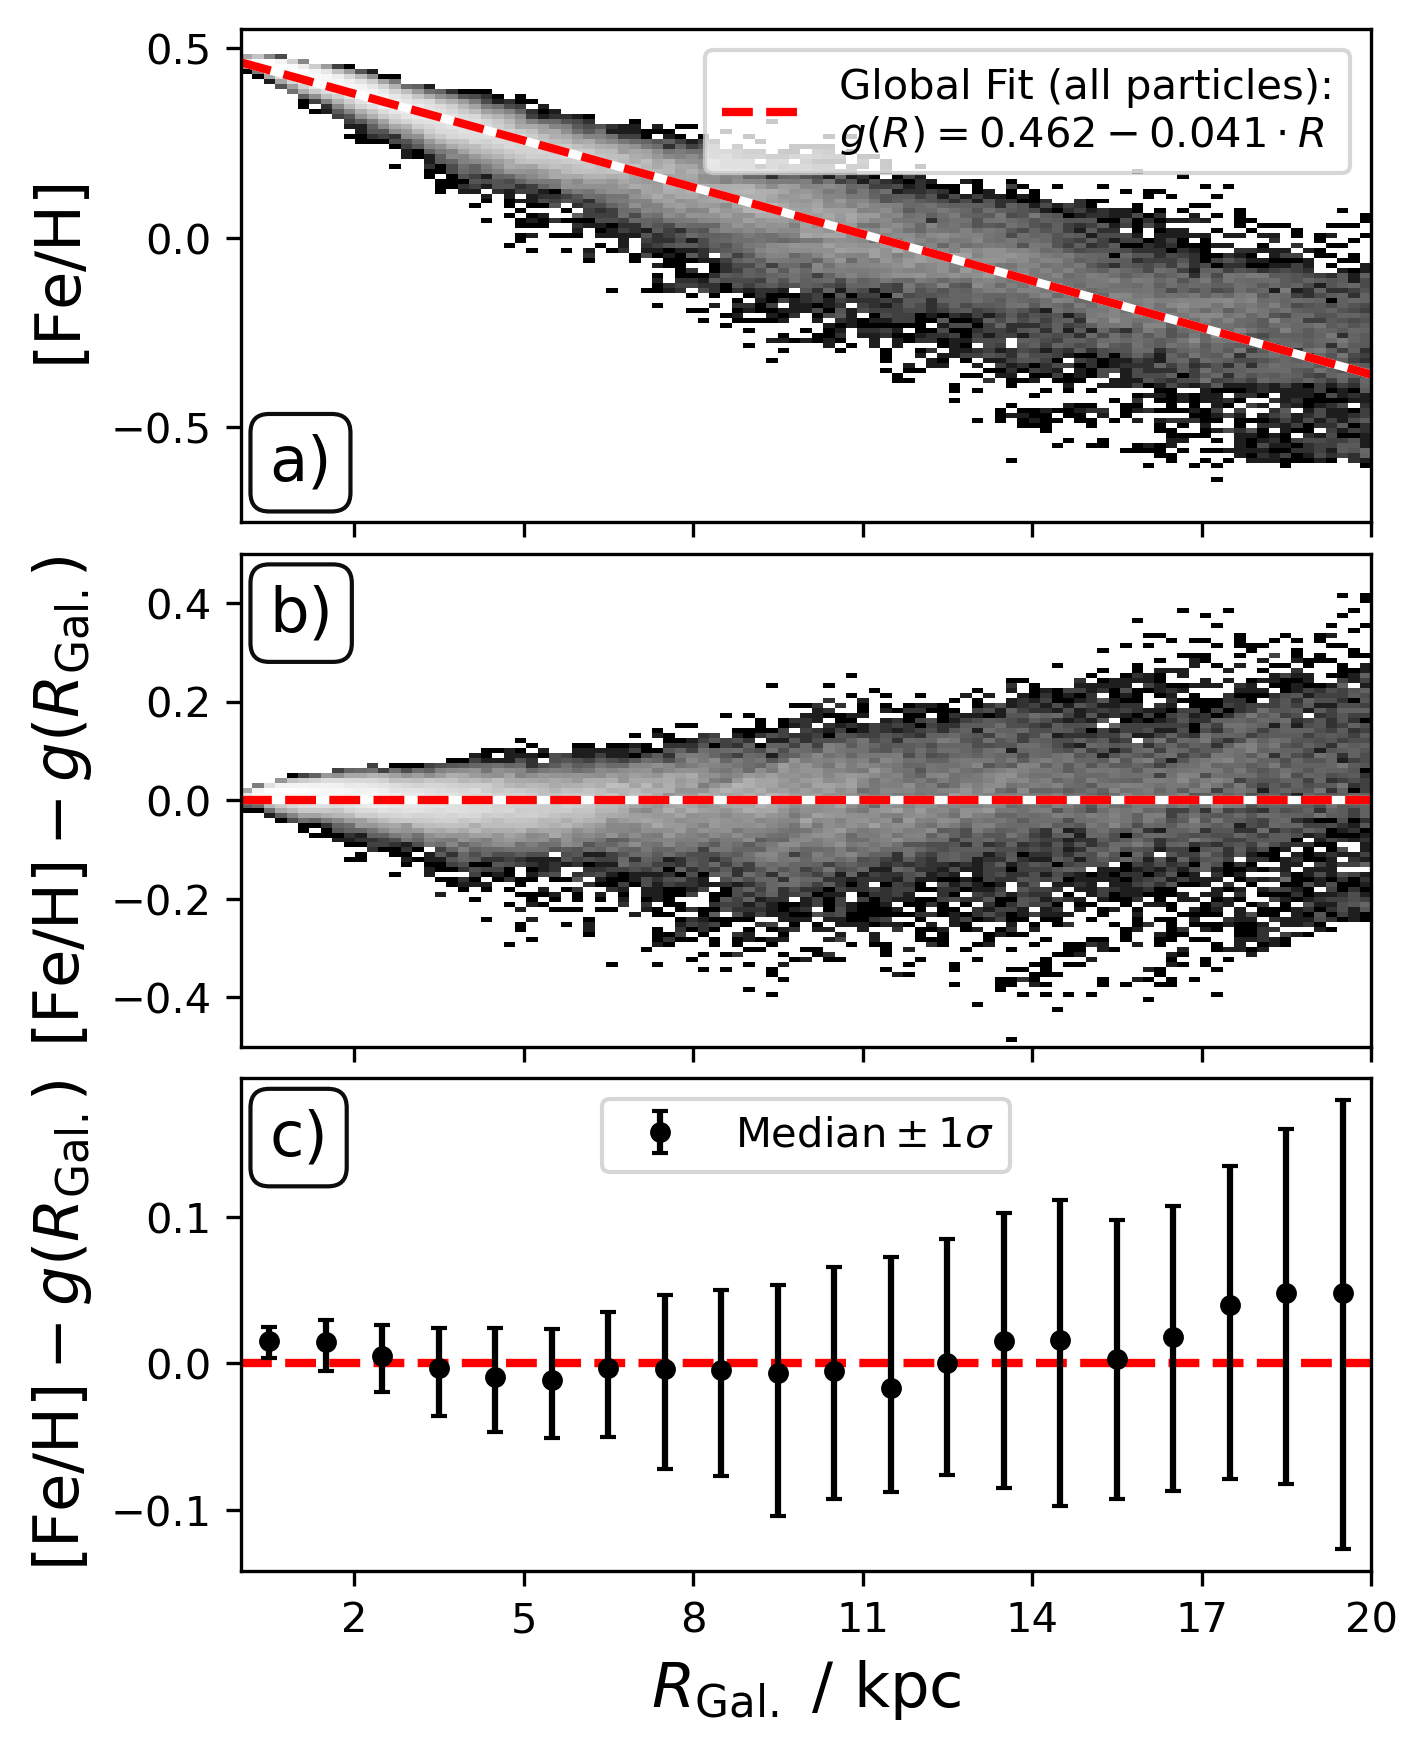 0.5
0.0
−0.5
[Fe/H]
Global Fit (all particles):
g(R) = 0.462 − 0.041 · R
a)
0.4
0.2
0.0
−0.2
−0.4
[Fe/H] − g(R_Gal.)
b)
0.1
0.0
−0.1
[Fe/H] − g(R_Gal.)
c)
Median ± 1σ
2 5 8 11 14 17 20
R_Gal. / kpc